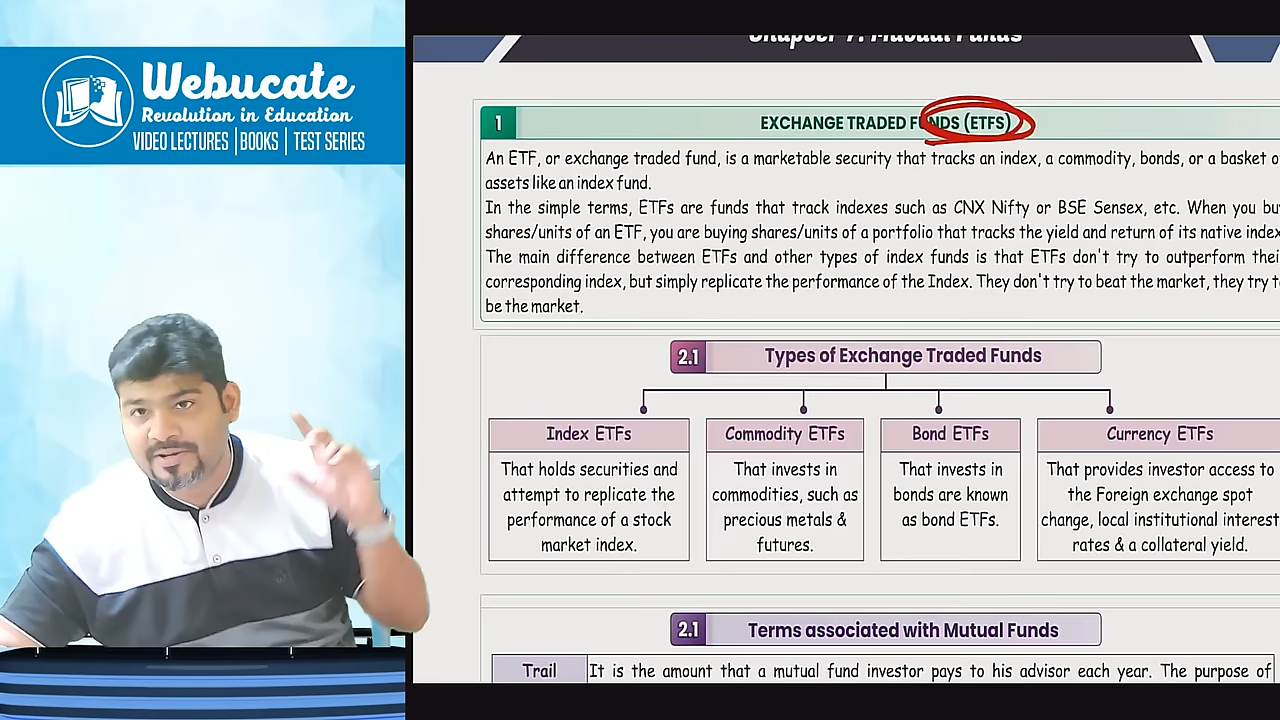 Webucate
Revolution in Education
VIDEO LECTURES | BOOKS | TEST SERIES
Chapter 7: Mutual Funds
1
EXCHANGE TRADED FUNDS (ETFS)
An ETF, or exchange traded fund, is a marketable security that tracks an index, a commodity, bonds, or a basket o
assets like an index fund.
In the simple terms, ETFs are funds that track indexes such as CNX Nifty or BSE Sensex, etc. When you bu
shares/units of an ETF, you are buying shares/units of a portfolio that tracks the yield and return of its native index
The main difference between ETFs and other types of index funds is that ETFs don't try to outperform thei
corresponding index, but simply replicate the performance of the Index. They don't try to beat the market, they try t
be the market.
2.1 Types of Exchange Traded Funds
Index ETFs
That holds securities and
attempt to replicate the
performance of a stock
market index.
Commodity ETFs
That invests in
commodities, such as
precious metals &
futures.
Bond ETFs
That invests in
bonds are known
as bond ETFs.
Currency ETFs
That provides investor access to
the Foreign exchange spot
change, local institutional interest
rates & a collateral yield.
2.1 Terms associated with Mutual Funds
Trail
It is the amount that a mutual fund investor pays to his advisor each year. The purpose of